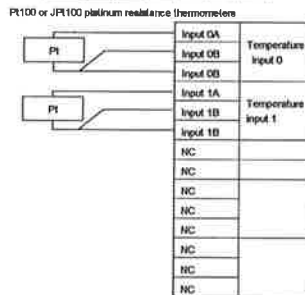 Pt100 or JPt100 platinum resistance thermometers
Pt
Input 0A
Input 0B
Input 0B
Temperature
Input 0
Pt
Input 1A
Input 1B
Input 1B
Temperature
input 1
NC
NC
NC
NC
NC
NC
NC
NC